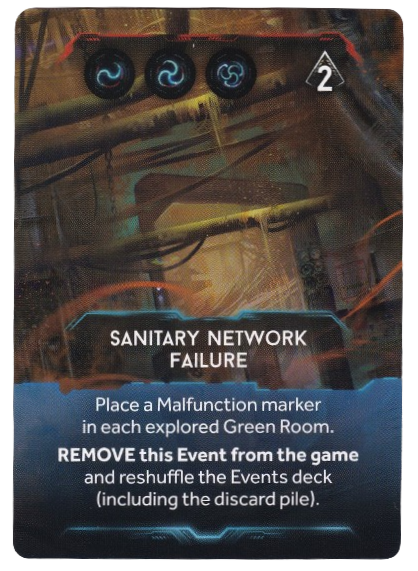 2
SANITARY NETWORK
FAILURE
Place a Malfunction marker
in each explored Green Room.
REMOVE this Event from the game
and reshuffle the Events deck
(including the discard pile).